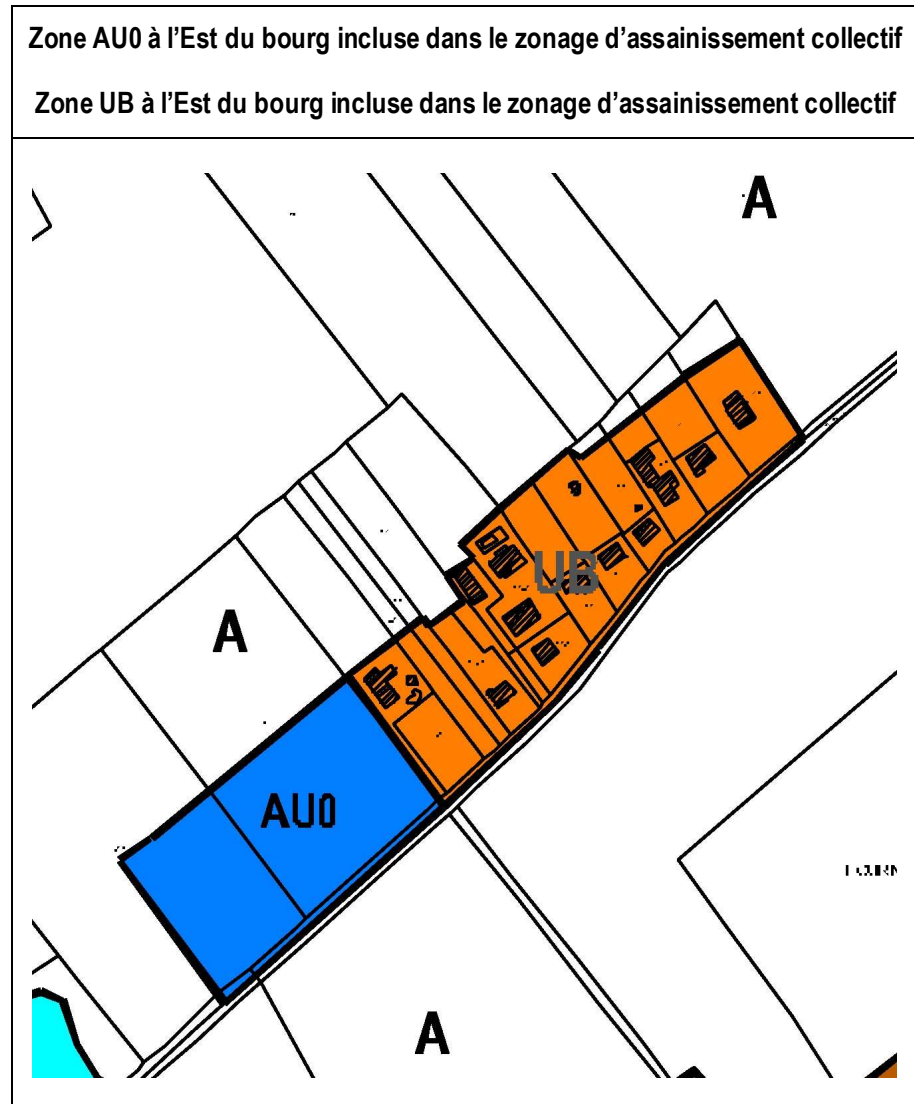 Zone AU0 à l'Est du bourg incluse dans le zonage d'assainissement collectif
Zone UB à l'Est du bourg incluse dans le zonage d'assainissement collectif
A
UB
A
AU0
A